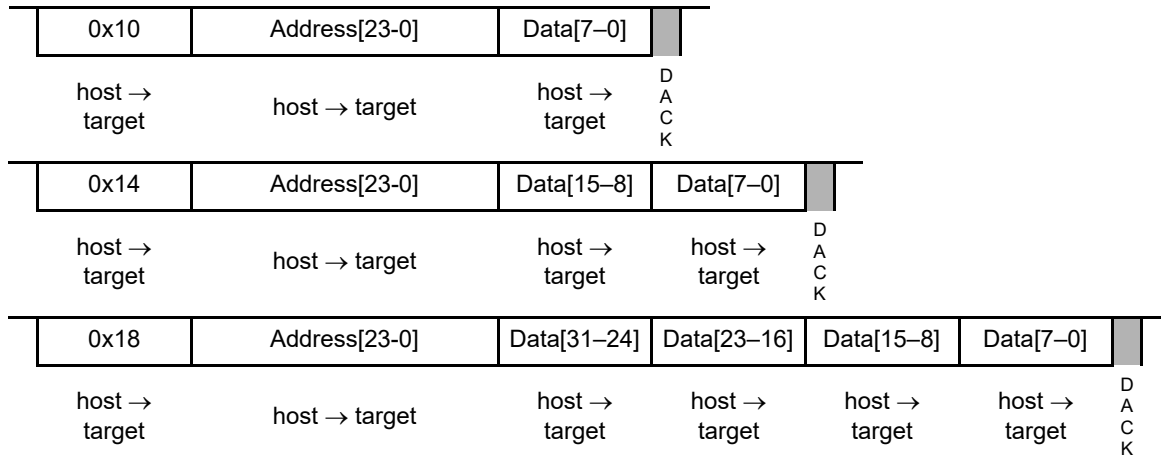 0x10 Address[23-0] Data[7–0]
host → target host → target host → target D A C K
0x14 Address[23-0] Data[15–8] Data[7–0]
host → target host → target host → target host → target D A C K
0x18 Address[23-0] Data[31–24] Data[23–16] Data[15–8] Data[7–0]
host → target host → target host → target host → target host → target host → target D A C K